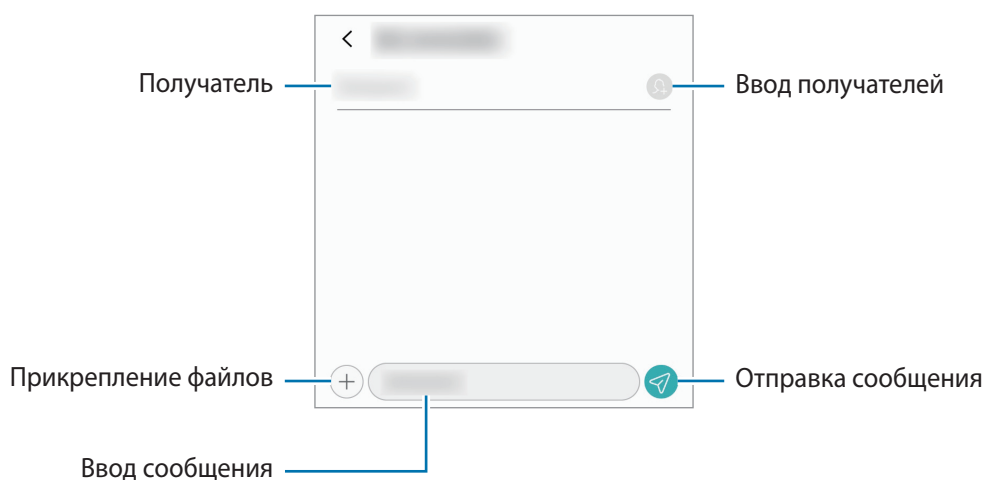 Получатель
Ввод получателей
Прикрепление файлов
Отправка сообщения
Ввод сообщения